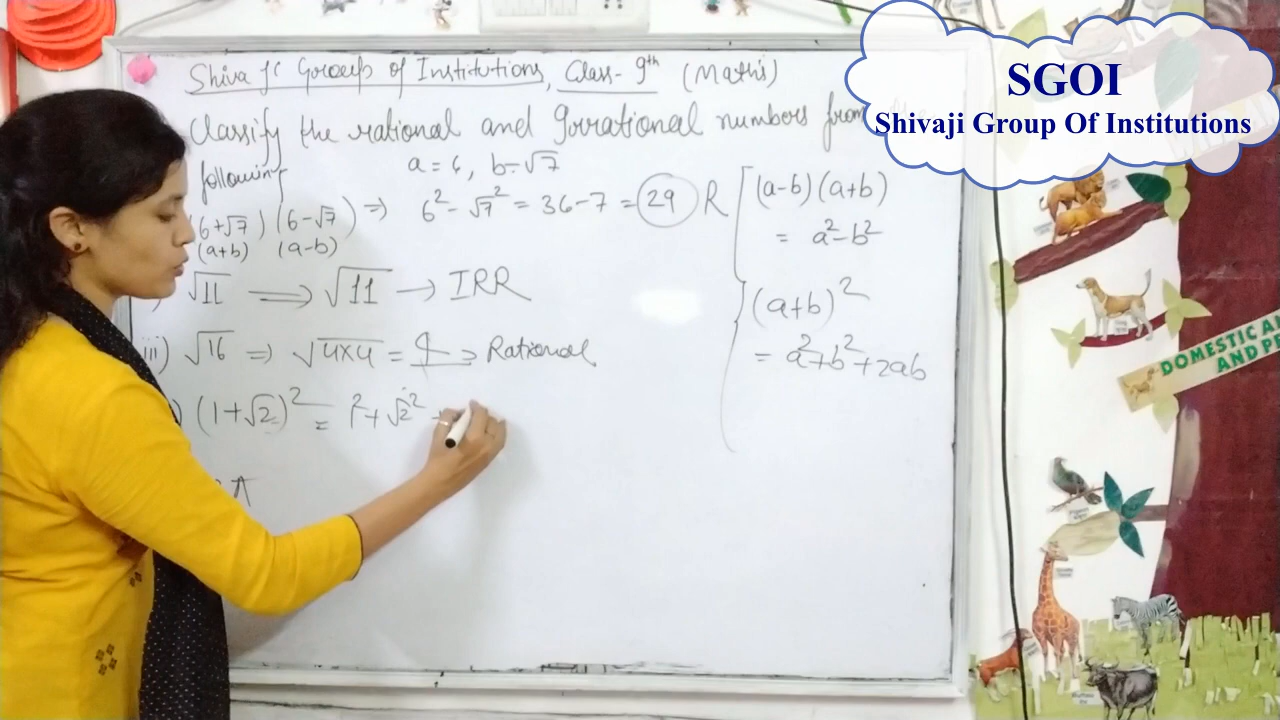 SGOI
Shivaji Group Of Institutions
Shiva ji Groups of Institutions, Class- 9th (Maths)
Classify the rational and Irrational numbers from
following
a = 6, b = √7
(6+√7) (6-√7) => 6² - √7² = 36 - 7 = 29 R
(a+b) (a-b)
√11 => √11 → IRR
iii) √16 => √4x4 = 4 → Rational
(1+√2)² = 1² + √2² +
π
(a-b) (a+b)
= a² - b²
(a+b)²
= a² + b² + 2ab
DOMESTIC A
AND PE